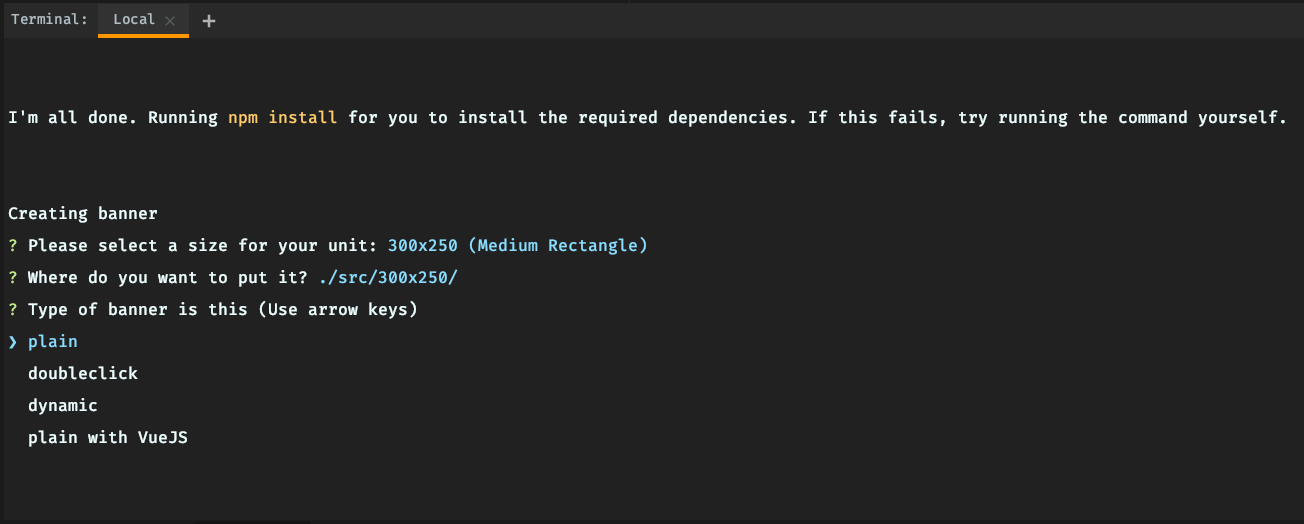 Terminal: Local × +
I'm all done. Running npm install for you to install the required dependencies. If this fails, try running the command yourself.
Creating banner
? Please select a size for your unit: 300x250 (Medium Rectangle)
? Where do you want to put it? ./src/300x250/
? Type of banner is this (Use arrow keys)
❯ plain
doubleclick
dynamic
plain with VueJS